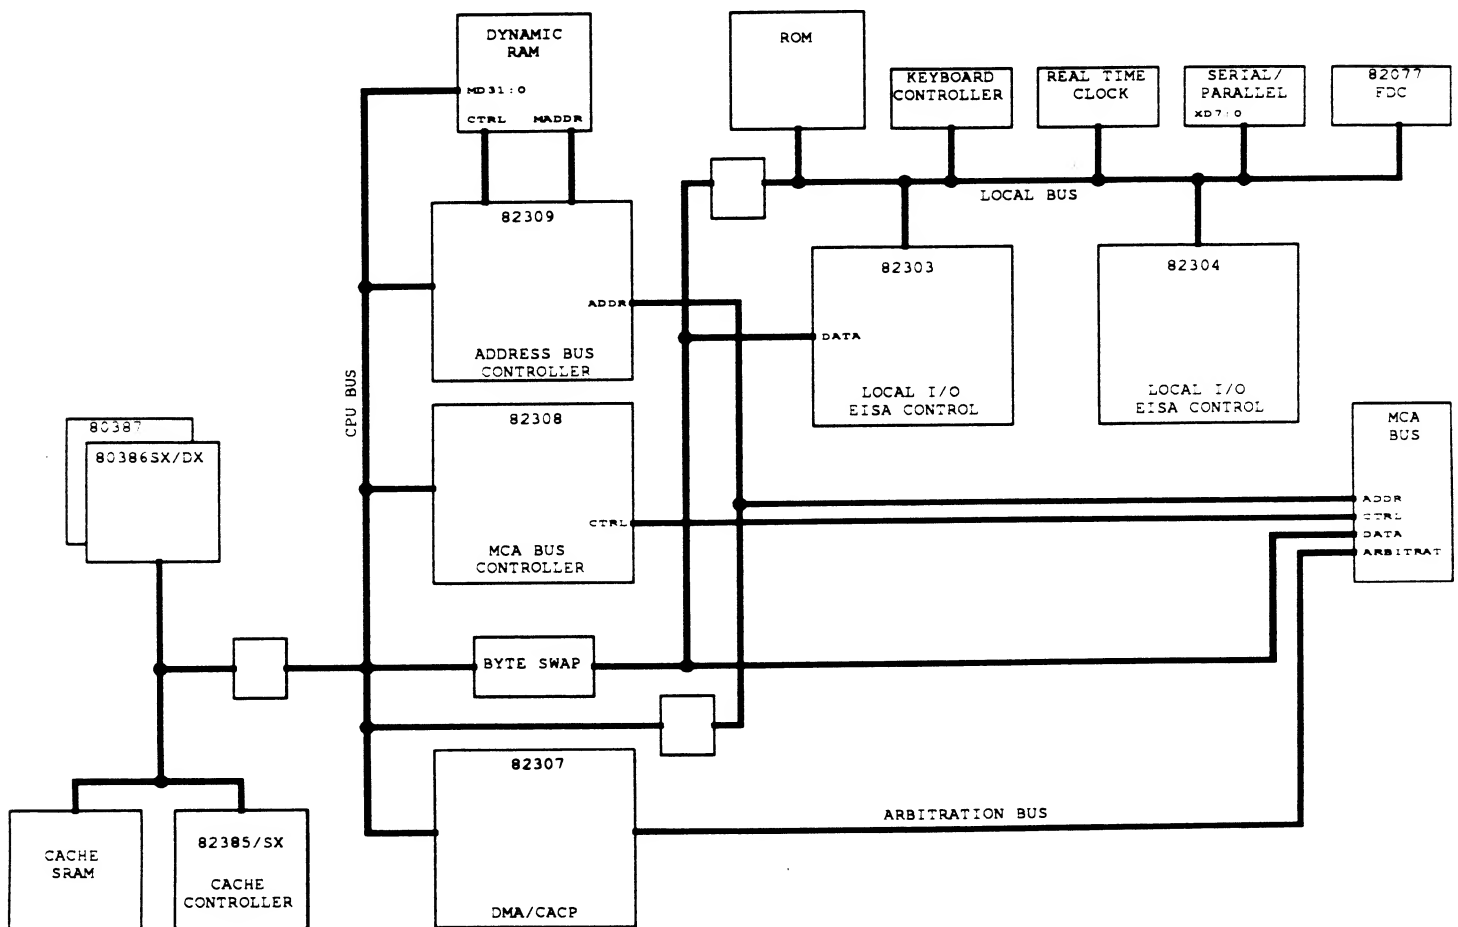 DYNAMIC
RAM
MD31:0
CTRL MADDR
ROM
KEYBOARD
CONTROLLER
REAL TIME
CLOCK
SERIAL/
PARALLEL
XD7:0
82077
FDC
LOCAL BUS
82309
ADDR
ADDRESS BUS
CONTROLLER
82303
DATA
LOCAL I/O
EISA CONTROL
82304
LOCAL I/O
EISA CONTROL
CPU BUS
80387
80386SX/DX
82308
CTRL
MCA BUS
CONTROLLER
MCA
BUS
ADDR
CTRL
DATA
ARBITRAT
BYTE SWAP
82307
DMA/CACP
ARBITRATION BUS
CACHE
SRAM
82385/SX
CACHE
CONTROLLER